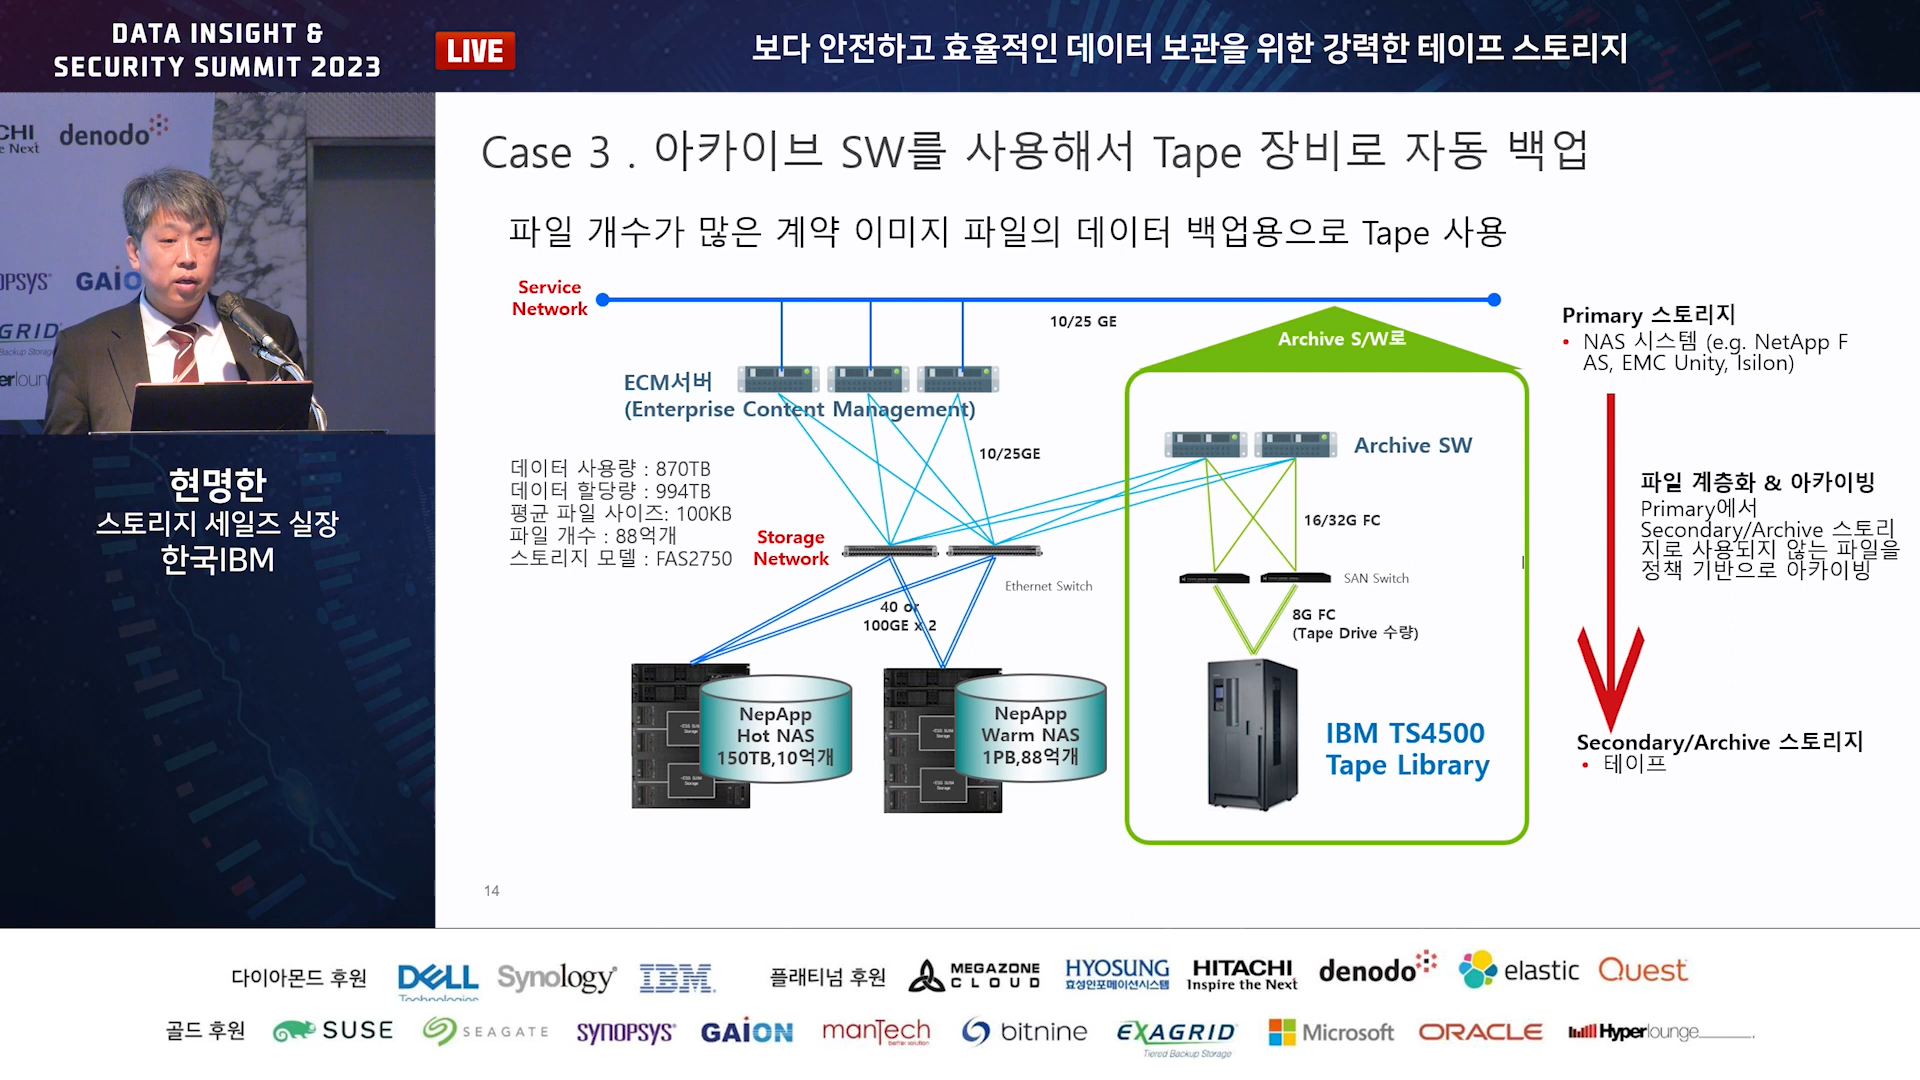 DATA INSIGHT &
SECURITY SUMMIT 2023
LIVE
보다 안전하고 효율적인 데이터 보관을 위한 강력한 테이프 스토리지
CHI
e Next
denodo
OPSYS
GAIO
GRID
Backup Storage
erloun
현명한
스토리지 세일즈 실장
한국IBM
Case 3 . 아카이브 SW를 사용해서 Tape 장비로 자동 백업
파일 개수가 많은 계약 이미지 파일의 데이터 백업용으로 Tape 사용
Service
Network
10/25 GE
ECM서버
(Enterprise Content Management)
10/25GE
데이터 사용량 : 870TB
데이터 할당량 : 994TB
평균 파일 사이즈: 100KB
파일 개수 : 88억개
스토리지 모델 : FAS2750
Storage
Network
Ethernet Switch
40 or
100GE x 2
NepApp
Hot NAS
150TB,10억개
NepApp
Warm NAS
1PB,88억개
Archive S/W로
Archive SW
16/32G FC
SAN Switch
8G FC
(Tape Drive 수량)
IBM TS4500
Tape Library
Primary 스토리지
• NAS 시스템 (e.g. NetApp F
AS, EMC Unity, Isilon)
파일 계층화 & 아카이빙
Primary에서
Secondary/Archive 스토리
지로 사용되지 않는 파일을
정책 기반으로 아카이빙
Secondary/Archive 스토리지
• 테이프
14
다이아몬드 후원 DELL Technologies Synology IBM 플래티넘 후원 MEGAZONE CLOUD HYOSUNG 효성인포메이션시스템 HITACHI Inspire the Next denodo elastic Quest
골드 후원 SUSE SEAGATE SYNOPSYS GAION manTech bitnine EXAGRID Tiered Backup Storage Microsoft ORACLE Hyperlounge